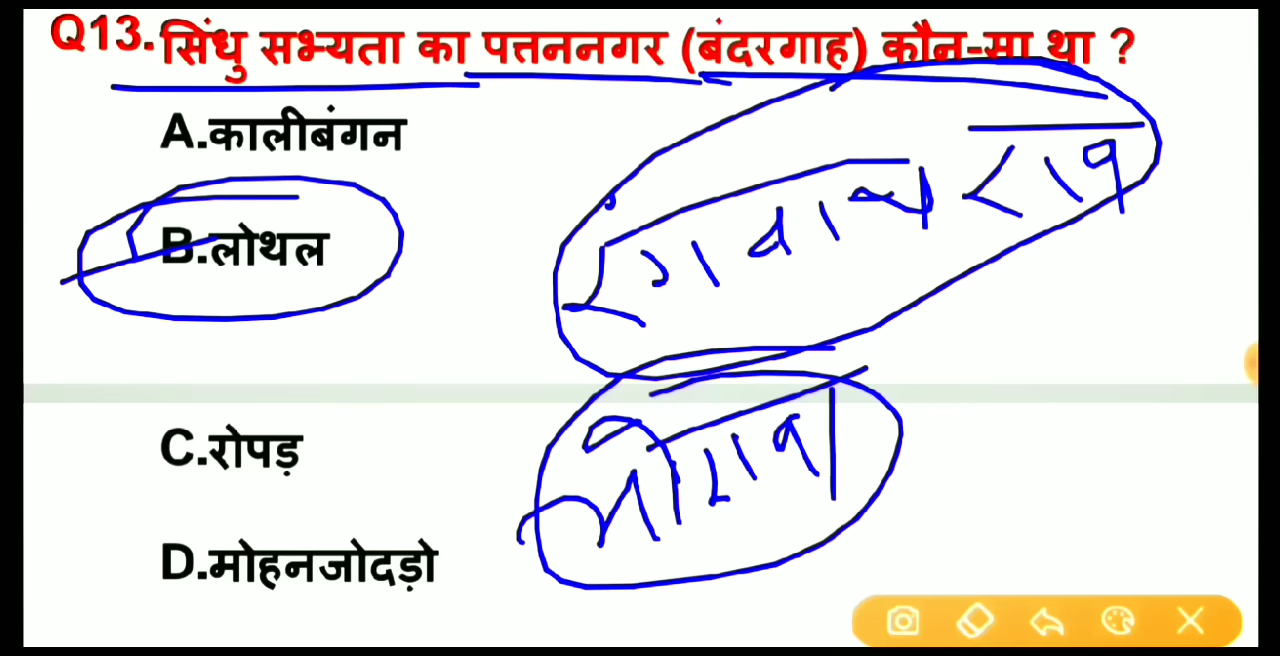 Q13. सिंधु सभ्यता का पत्तननगर (बंदरगाह) कौन-सा था ?
A.कालीबंगन
B.लोथल
C.रोपड़
D.मोहनजोदड़ो